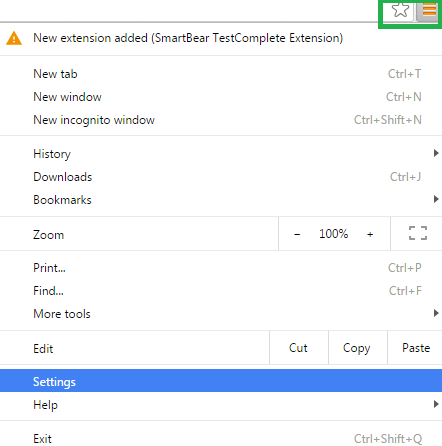 New extension added (SmartBear TestComplete Extension)
New tab Ctrl+T
New window Ctrl+N
New incognito window Ctrl+Shift+N
History
Downloads Ctrl+J
Bookmarks
Zoom − 100% +
Print... Ctrl+P
Find... Ctrl+F
More tools
Edit Cut Copy Paste
Settings
Help
Exit Ctrl+Shift+Q